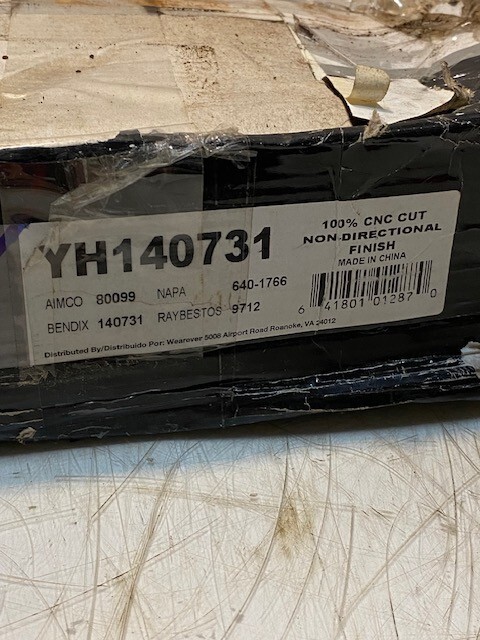 YH140731
AIMCO 80099 NAPA 640-1766
BENDIX 140731 RAYBESTOS 9712
Distributed By/Distribuido Por: Wearever 5008 Airport Road Roanoke, VA 24012
100% CNC CUT
NON-DIRECTIONAL
FINISH
MADE IN CHINA
6 41801 01287 0